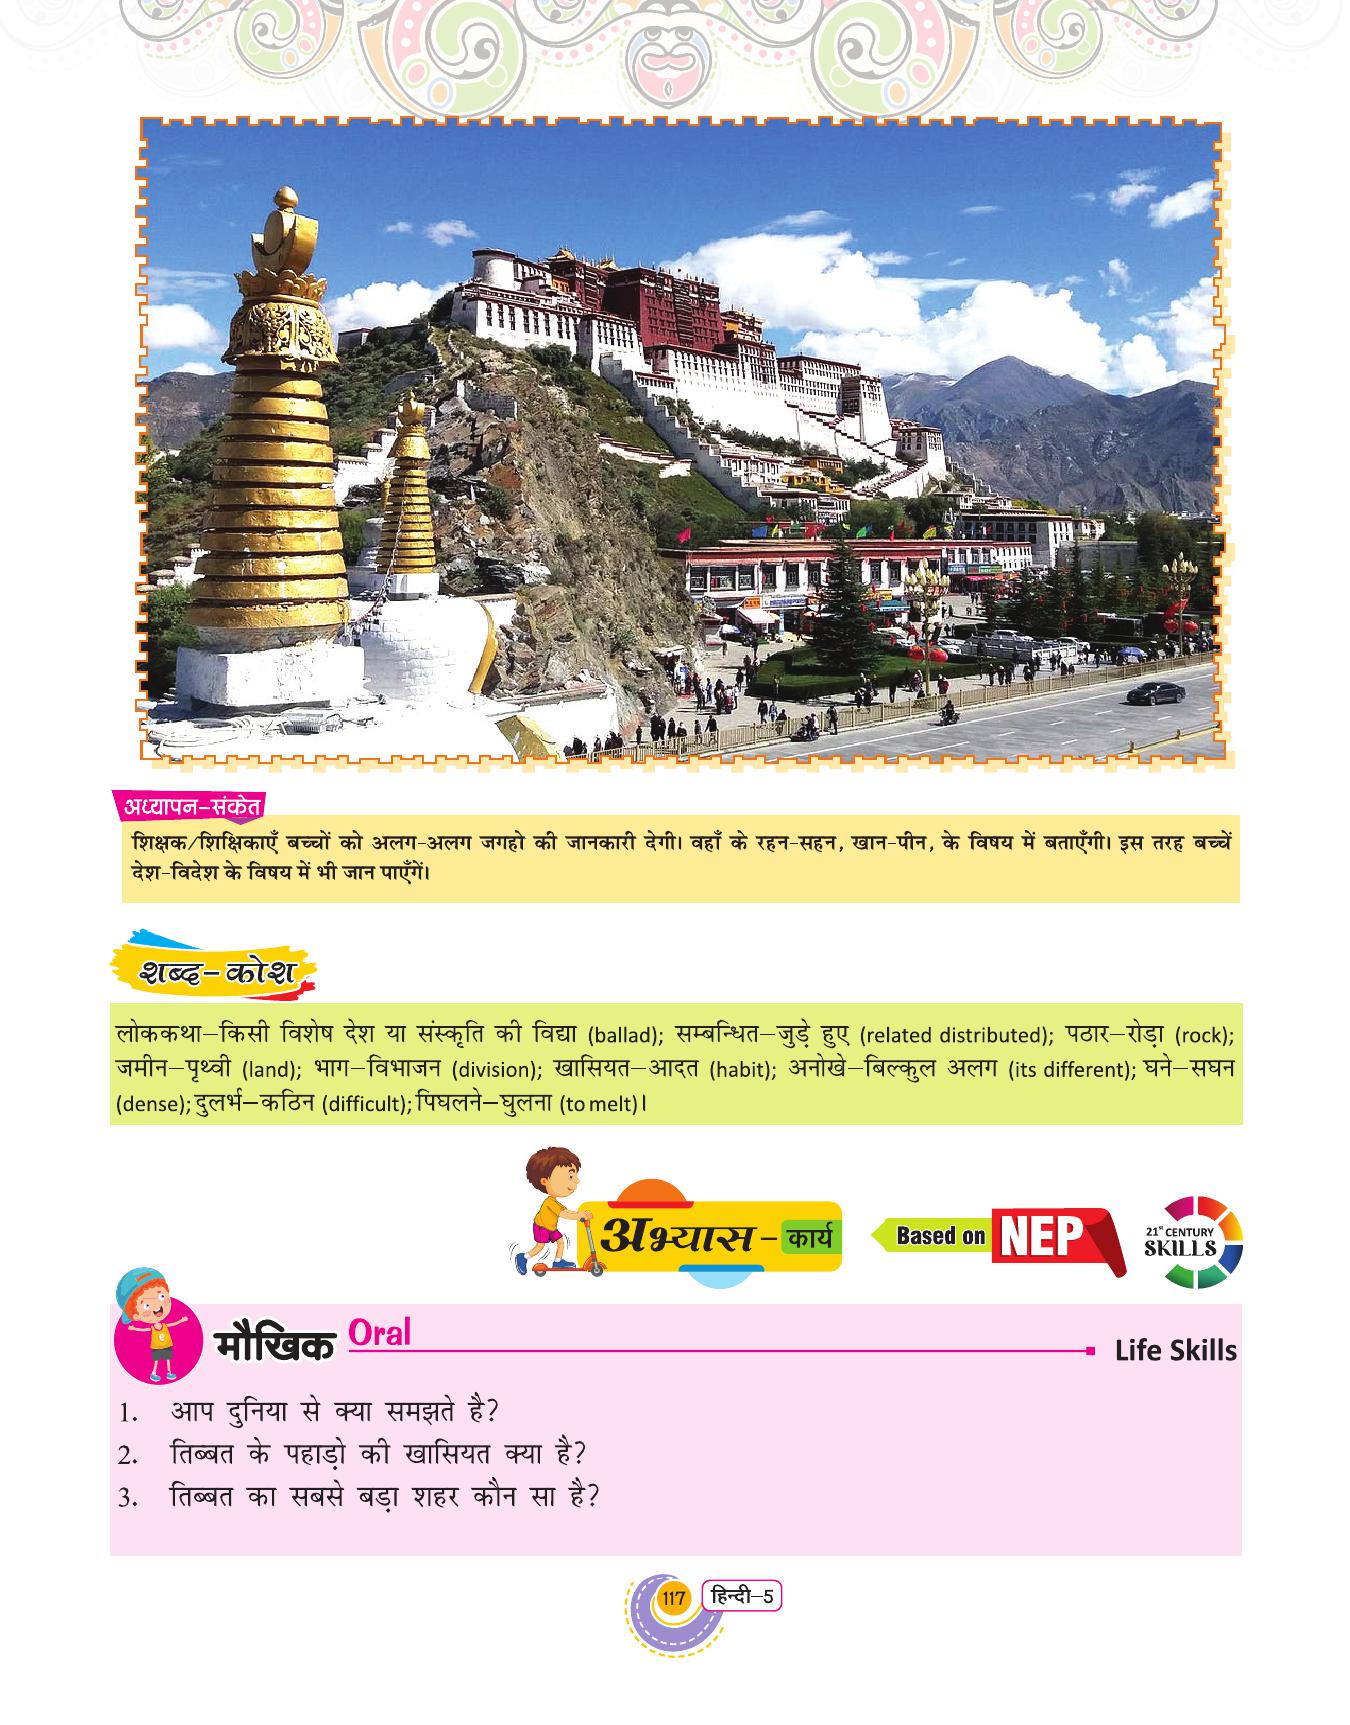 अध्यापन–संकेत
शिक्षक/शिक्षिकाएँ बच्चों को अलग-अलग जगहो की जानकारी देगी। वहाँ के रहन-सहन, खान-पीन, के विषय में बताएँगी। इस तरह बच्चें
देश-विदेश के विषय में भी जान पाएँगें।
शब्द– कोश
लोककथा–किसी विशेष देश या संस्कृति की विद्या (ballad); सम्बन्धित–जुड़े हुए (related distributed); पठार–रोड़ा (rock);
जमीन–पृथ्वी (land); भाग–विभाजन (division); खासियत–आदत (habit); अनोखे–बिल्कुल अलग (its different); घने–सघन
(dense); दुलर्भ–कठिन (difficult); पिघलने–घुलना (to melt)।
अभ्यास – कार्य
Based on NEP
21st CENTURY
SKILLS
मौखिक Oral
Life Skills
1. आप दुनिया से क्या समझते है?
2. तिब्बत के पहाड़ो की खासियत क्या है?
3. तिब्बत का सबसे बड़ा शहर कौन सा है?
117 हिन्दी–5